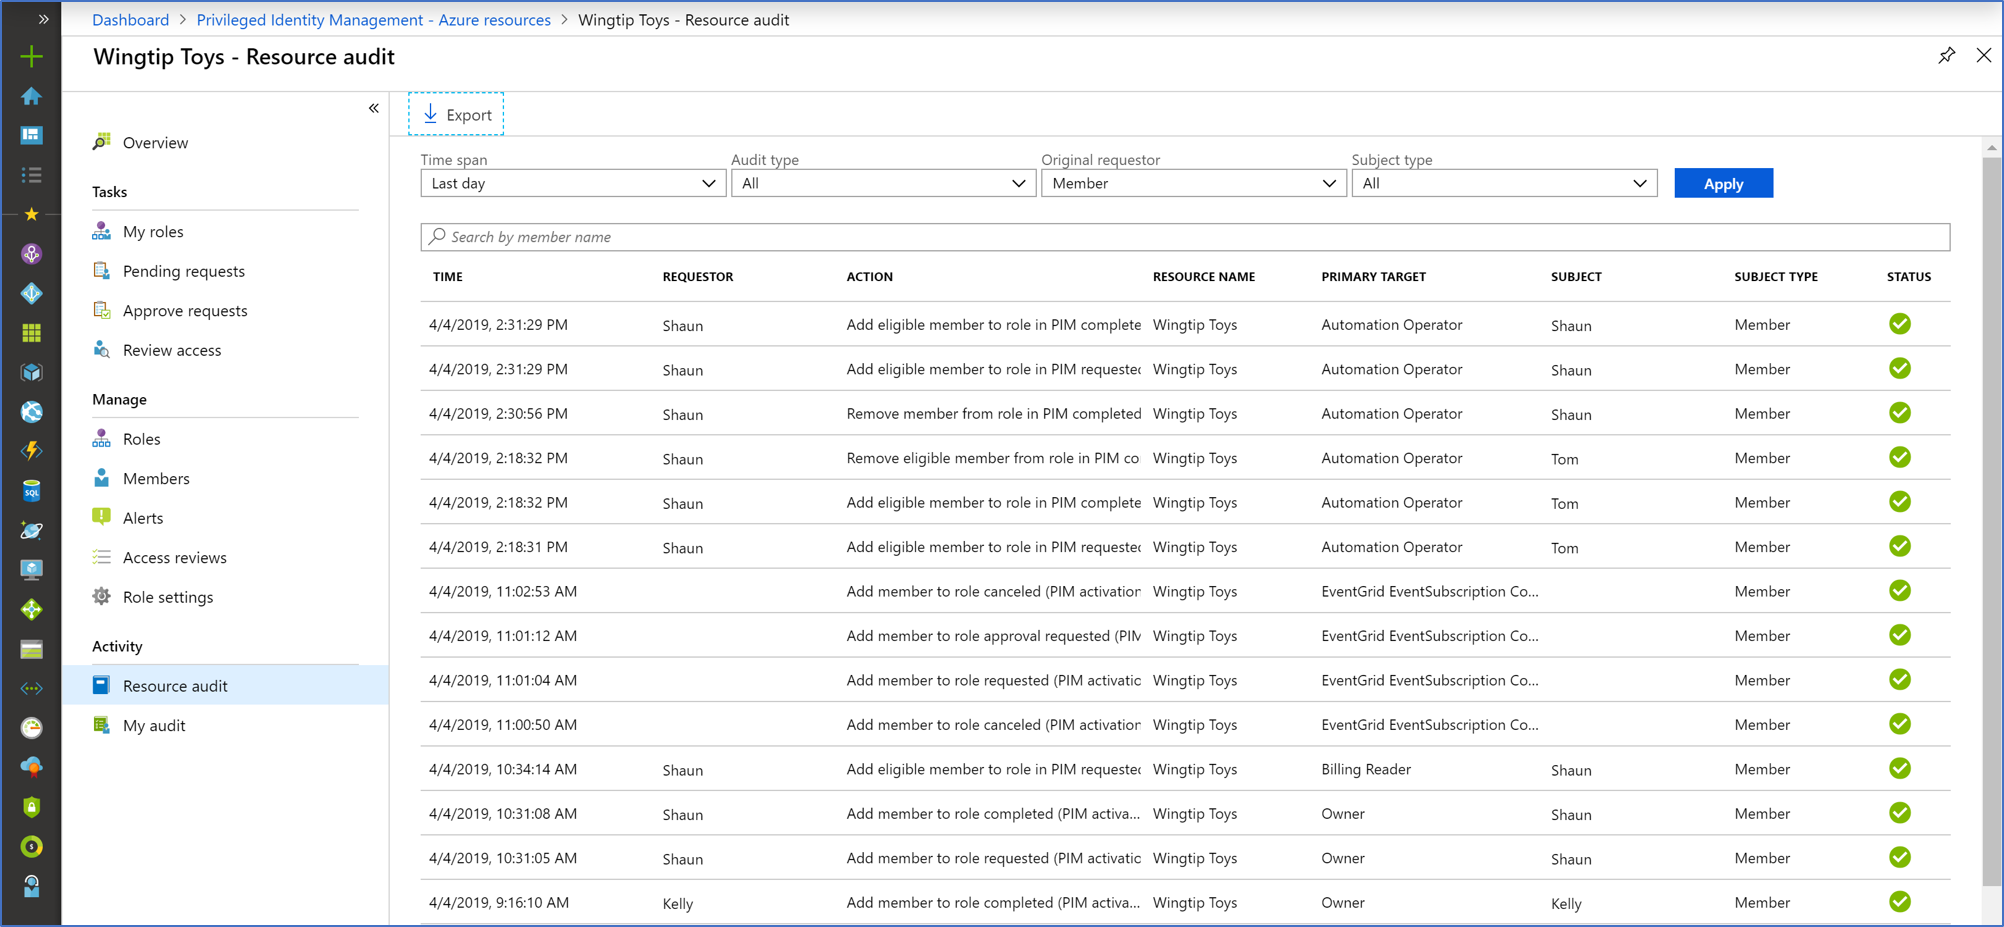 Dashboard > Privileged Identity Management - Azure resources > Wingtip Toys - Resource audit
Wingtip Toys - Resource audit
Overview
Tasks
My roles
Pending requests
Approve requests
Review access
Manage
Roles
Members
Alerts
Access reviews
Role settings
Activity
Resource audit
My audit
Export
Time span Audit type Original requestor Subject type
Last day All Member All Apply
Search by member name
TIME REQUESTOR ACTION RESOURCE NAME PRIMARY TARGET SUBJECT SUBJECT TYPE STATUS
4/4/2019, 2:31:29 PM Shaun Add eligible member to role in PIM complete Wingtip Toys Automation Operator Shaun Member
4/4/2019, 2:31:29 PM Shaun Add eligible member to role in PIM requested Wingtip Toys Automation Operator Shaun Member
4/4/2019, 2:30:56 PM Shaun Remove member from role in PIM completed Wingtip Toys Automation Operator Shaun Member
4/4/2019, 2:18:32 PM Shaun Remove eligible member from role in PIM co Wingtip Toys Automation Operator Tom Member
4/4/2019, 2:18:32 PM Shaun Add eligible member to role in PIM complete Wingtip Toys Automation Operator Tom Member
4/4/2019, 2:18:31 PM Shaun Add eligible member to role in PIM requested Wingtip Toys Automation Operator Tom Member
4/4/2019, 11:02:53 AM Add member to role canceled (PIM activation Wingtip Toys EventGrid EventSubscription Co... Member
4/4/2019, 11:01:12 AM Add member to role approval requested (PIM Wingtip Toys EventGrid EventSubscription Co... Member
4/4/2019, 11:01:04 AM Add member to role requested (PIM activatio Wingtip Toys EventGrid EventSubscription Co... Member
4/4/2019, 11:00:50 AM Add member to role canceled (PIM activation Wingtip Toys EventGrid EventSubscription Co... Member
4/4/2019, 10:34:14 AM Shaun Add eligible member to role in PIM requested Wingtip Toys Billing Reader Shaun Member
4/4/2019, 10:31:08 AM Shaun Add member to role completed (PIM activa... Wingtip Toys Owner Shaun Member
4/4/2019, 10:31:05 AM Shaun Add member to role requested (PIM activatio Wingtip Toys Owner Shaun Member
4/4/2019, 9:16:10 AM Kelly Add member to role completed (PIM activa... Wingtip Toys Owner Kelly Member